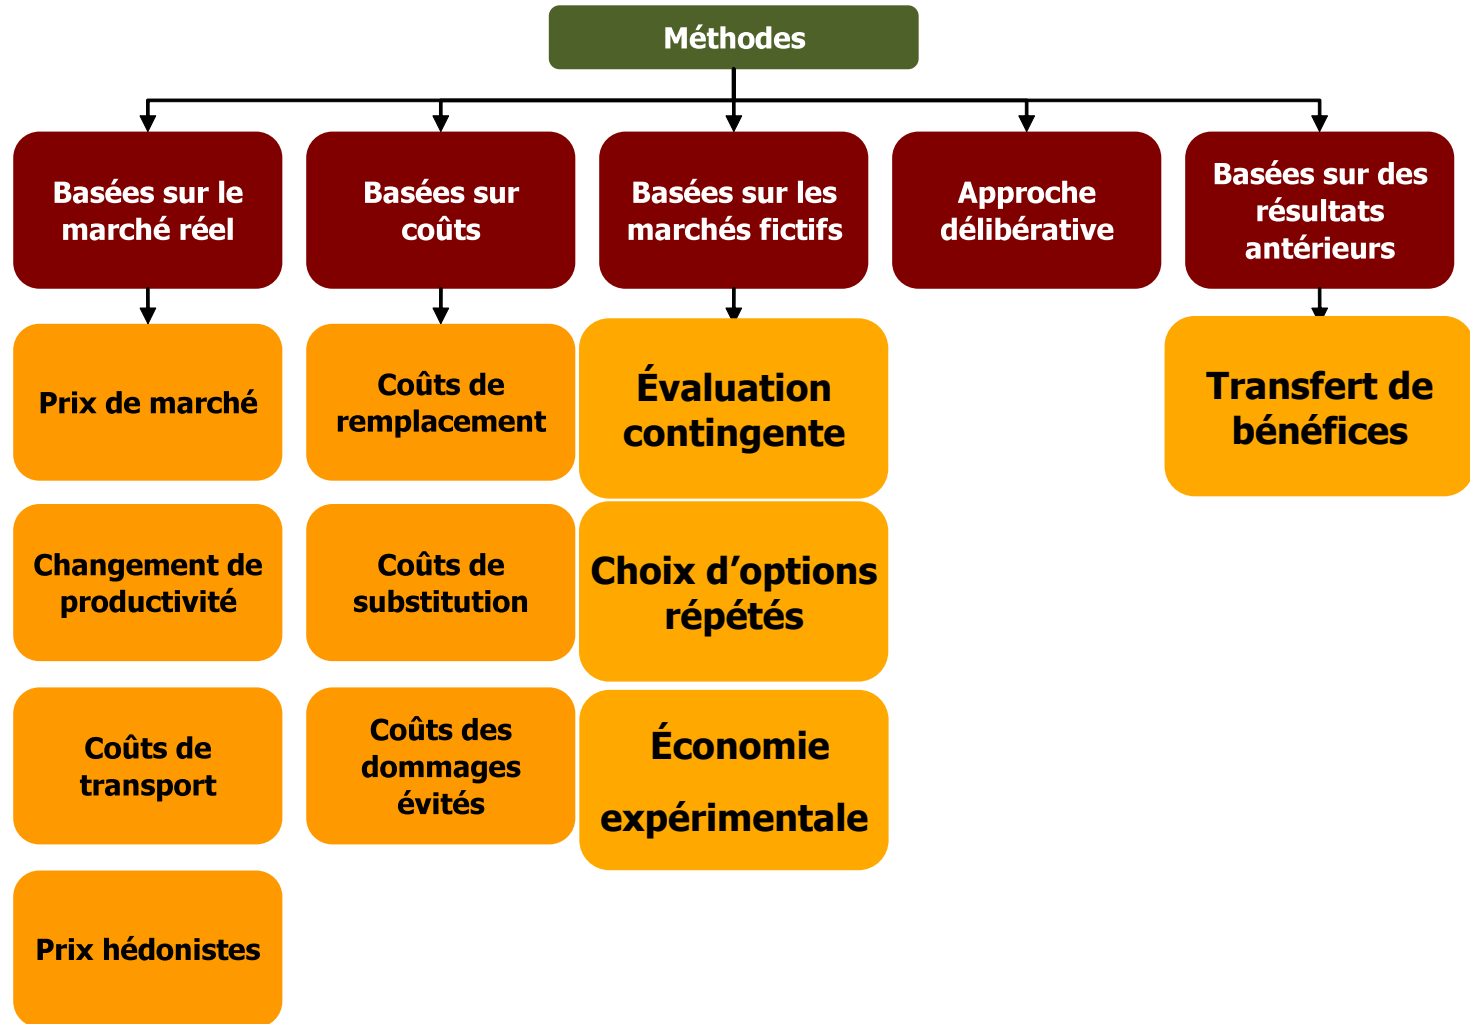 Méthodes
Basées sur le
marché réel
Basées sur
coûts
Basées sur les
marchés fictifs
Approche
délibérative
Basées sur des
résultats
antérieurs
Prix de marché
Coûts de
remplacement
Évaluation
contingente
Transfert de
bénéfices
Changement de
productivité
Coûts de
substitution
Choix d’options
répétés
Coûts de
transport
Coûts des
dommages
évités
Économie
expérimentale
Prix hédonistes